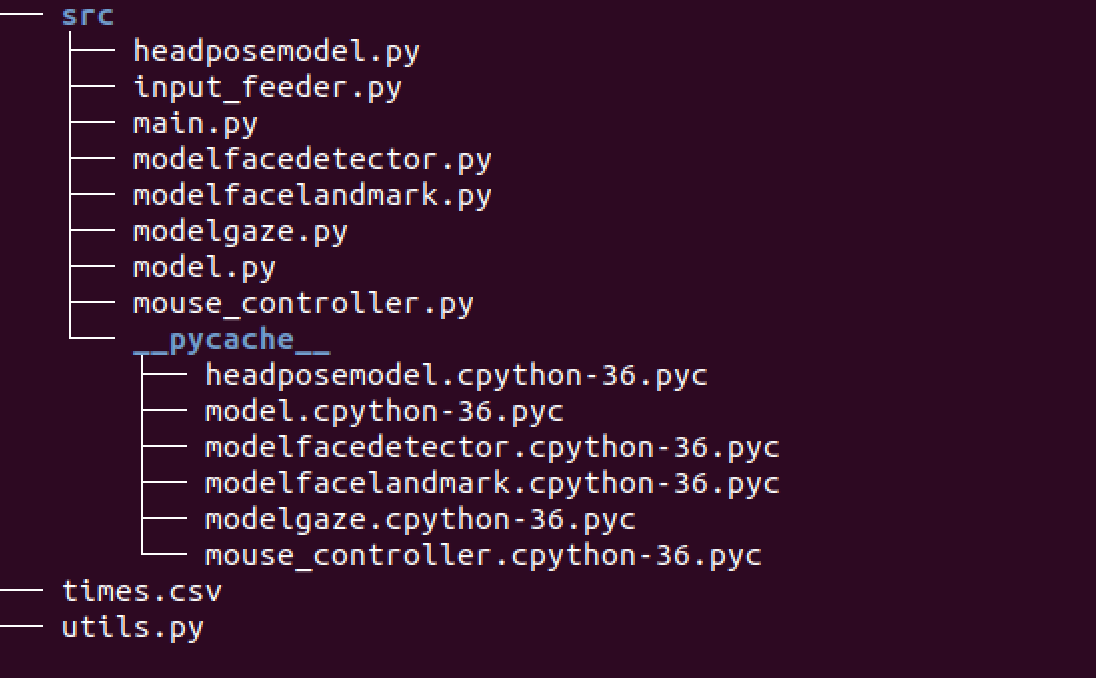 src
headposemodel.py
input_feeder.py
main.py
modelfacedetector.py
modelfacelandmark.py
modelgaze.py
model.py
mouse_controller.py
__pycache__
headposemodel.cpython-36.pyc
model.cpython-36.pyc
modelfacedetector.cpython-36.pyc
modelfacelandmark.cpython-36.pyc
modelgaze.cpython-36.pyc
mouse_controller.cpython-36.pyc
times.csv
utils.py